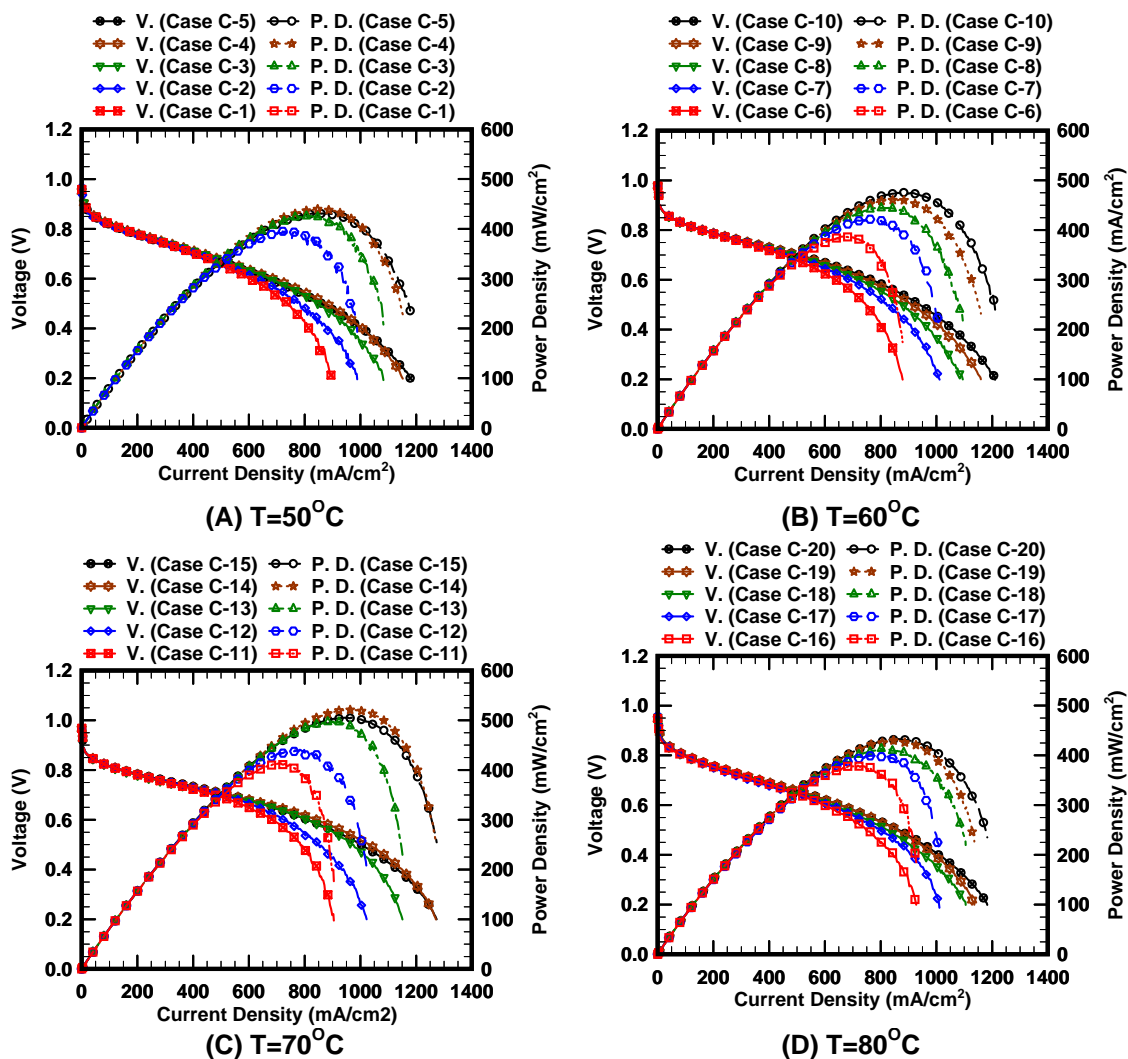 V. (Case C-5) P. D. (Case C-5)
V. (Case C-4) P. D. (Case C-4)
V. (Case C-3) P. D. (Case C-3)
V. (Case C-2) P. D. (Case C-2)
V. (Case C-1) P. D. (Case C-1)
1.2 1.0 0.8 0.6 0.4 0.2 0.0
Voltage (V)
600 500 400 300 200 100 0
Power Density (mW/cm²)
0 200 400 600 800 1000 1200 1400
Current Density (mA/cm²)
(A) T=50°C
V. (Case C-10) P. D. (Case C-10)
V. (Case C-9) P. D. (Case C-9)
V. (Case C-8) P. D. (Case C-8)
V. (Case C-7) P. D. (Case C-7)
V. (Case C-6) P. D. (Case C-6)
1.2 1.0 0.8 0.6 0.4 0.2 0.0
Voltage (V)
600 500 400 300 200 100 0
Power Density (mA/cm²)
0 200 400 600 800 1000 1200 1400
Current Density (mA/cm²)
(B) T=60°C
V. (Case C-15) P. D. (Case C-15)
V. (Case C-14) P. D. (Case C-14)
V. (Case C-13) P. D. (Case C-13)
V. (Case C-12) P. D. (Case C-12)
V. (Case C-11) P. D. (Case C-11)
1.2 1.0 0.8 0.6 0.4 0.2 0.0
Voltage (V)
600 500 400 300 200 100 0
Power Density (mW/cm²)
0 200 400 600 800 1000 1200 1400
Current Density (mA/cm2)
(C) T=70°C
V. (Case C-20) P. D. (Case C-20)
V. (Case C-19) P. D. (Case C-19)
V. (Case C-18) P. D. (Case C-18)
V. (Case C-17) P. D. (Case C-17)
V. (Case C-16) P. D. (Case C-16)
1.2 1.0 0.8 0.6 0.4 0.2 0.0
Voltage (V)
600 500 400 300 200 100 0
Power Density (mW/cm²)
0 200 400 600 800 1000 1200 1400
Current Density (mA/cm²)
(D) T=80°C